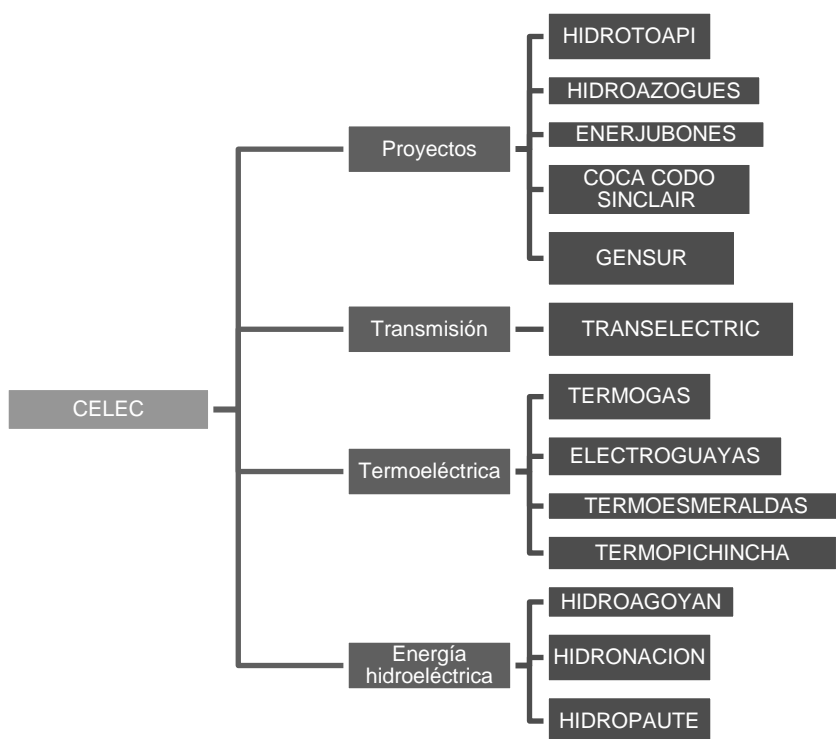 CELEC
Proyectos
HIDROTOAPI
HIDROAZOGUES
ENERJUBONES
COCA CODO
SINCLAIR
GENSUR
Transmisión
TRANSELECTRIC
Termoeléctrica
TERMOGAS
ELECTROGUAYAS
TERMOESMERALDAS
TERMOPICHINCHA
Energía
hidroeléctrica
HIDROAGOYAN
HIDRONACION
HIDROPAUTE